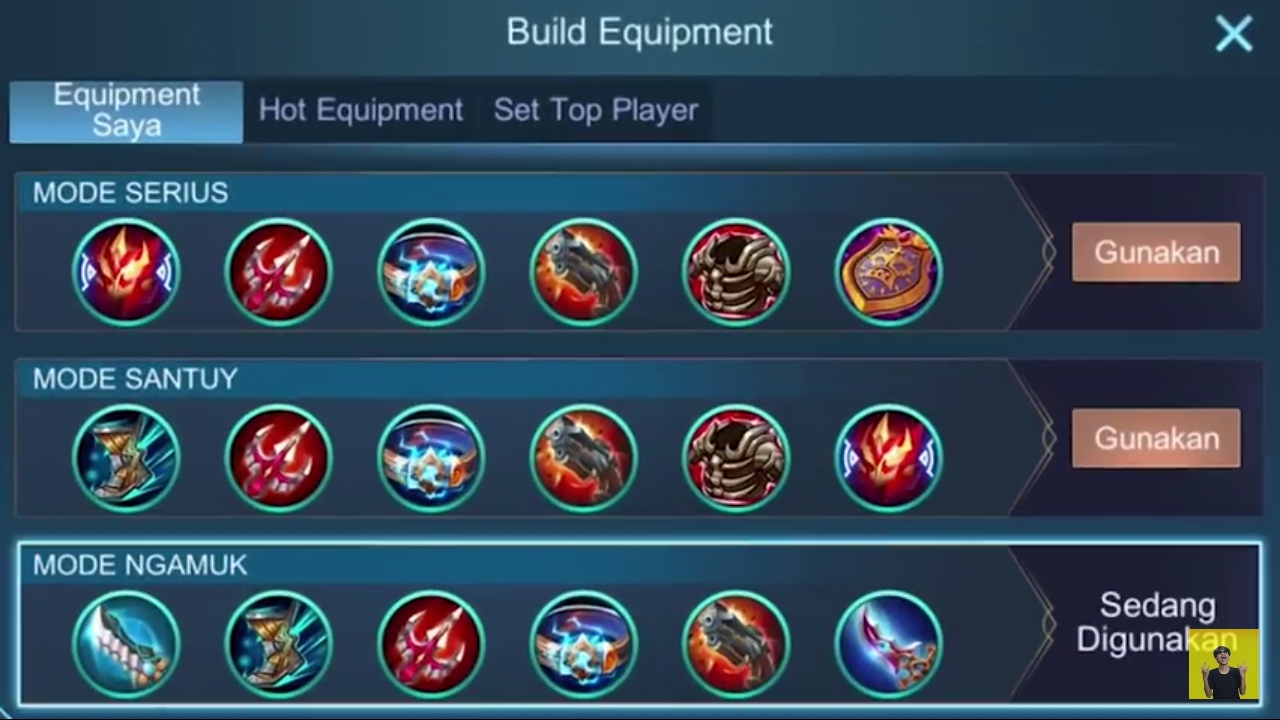 Build Equipment
Equipment
Saya
Hot Equipment
Set Top Player
MODE SERIUS
Gunakan
MODE SANTUY
Gunakan
MODE NGAMUK
Sedang
Digunakan